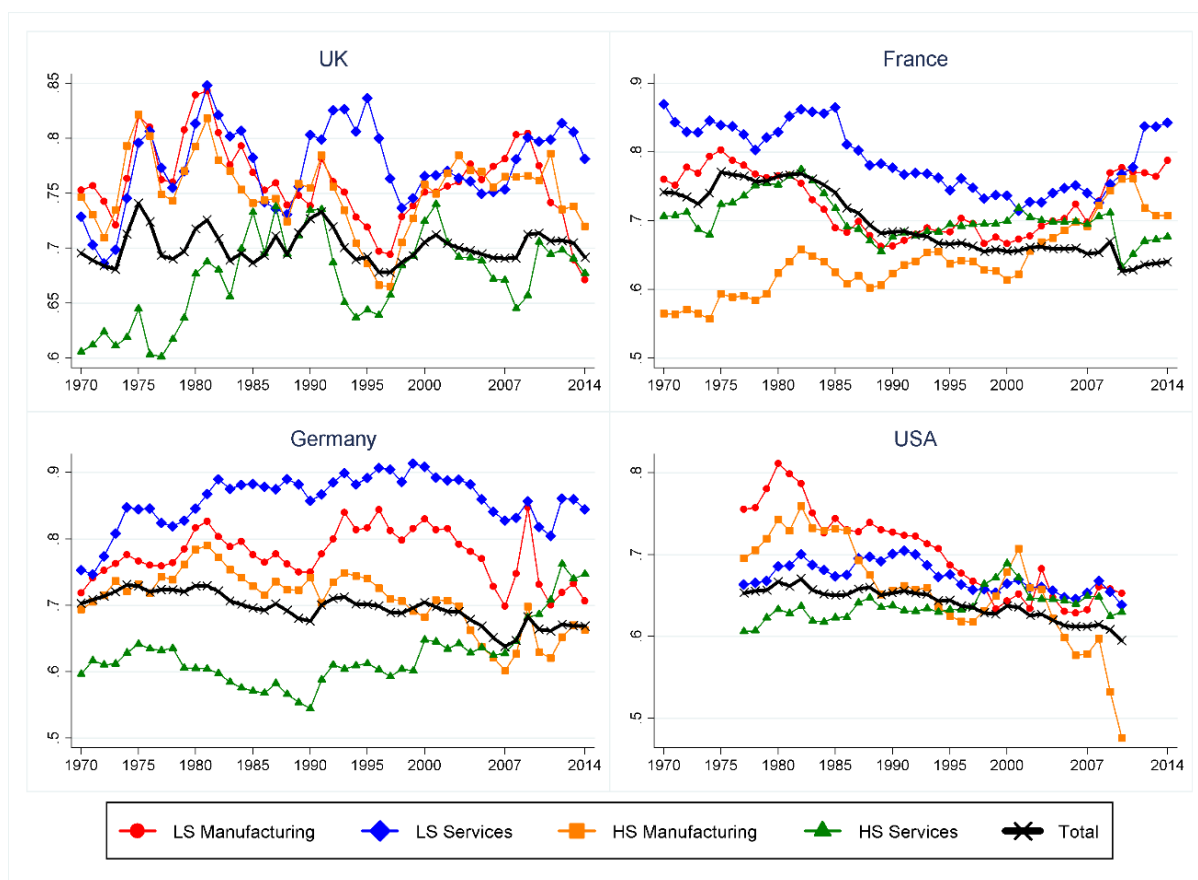 UK
.6 .65 .7 .75 .8 .85
1970 1975 1980 1985 1990 1995 2000 2007 2014
France
.5 .6 .7 .8 .9
1970 1975 1980 1985 1990 1995 2000 2007 2014
Germany
.5 .6 .7 .8 .9
1970 1975 1980 1985 1990 1995 2000 2007 2014
USA
.5 .6 .7 .8
1970 1975 1980 1985 1990 1995 2000 2007 2014
LS Manufacturing LS Services HS Manufacturing HS Services Total